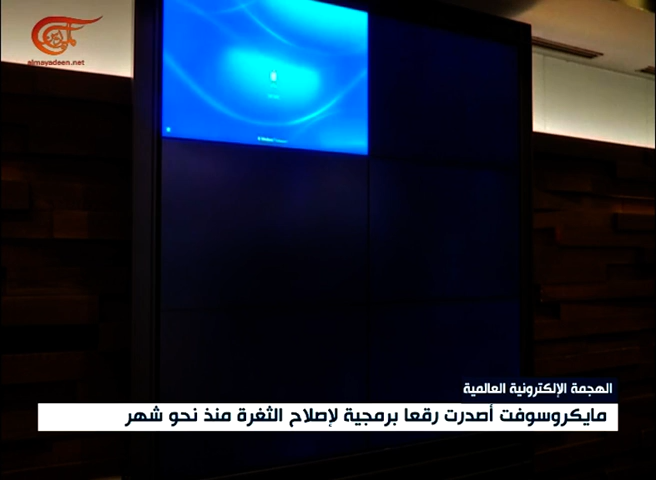 almayadeen.net
الهجمة الإلكترونية العالمية
مايكروسوفت أصدرت رقعا برمجية لإصلاح الثغرة منذ نحو شهر